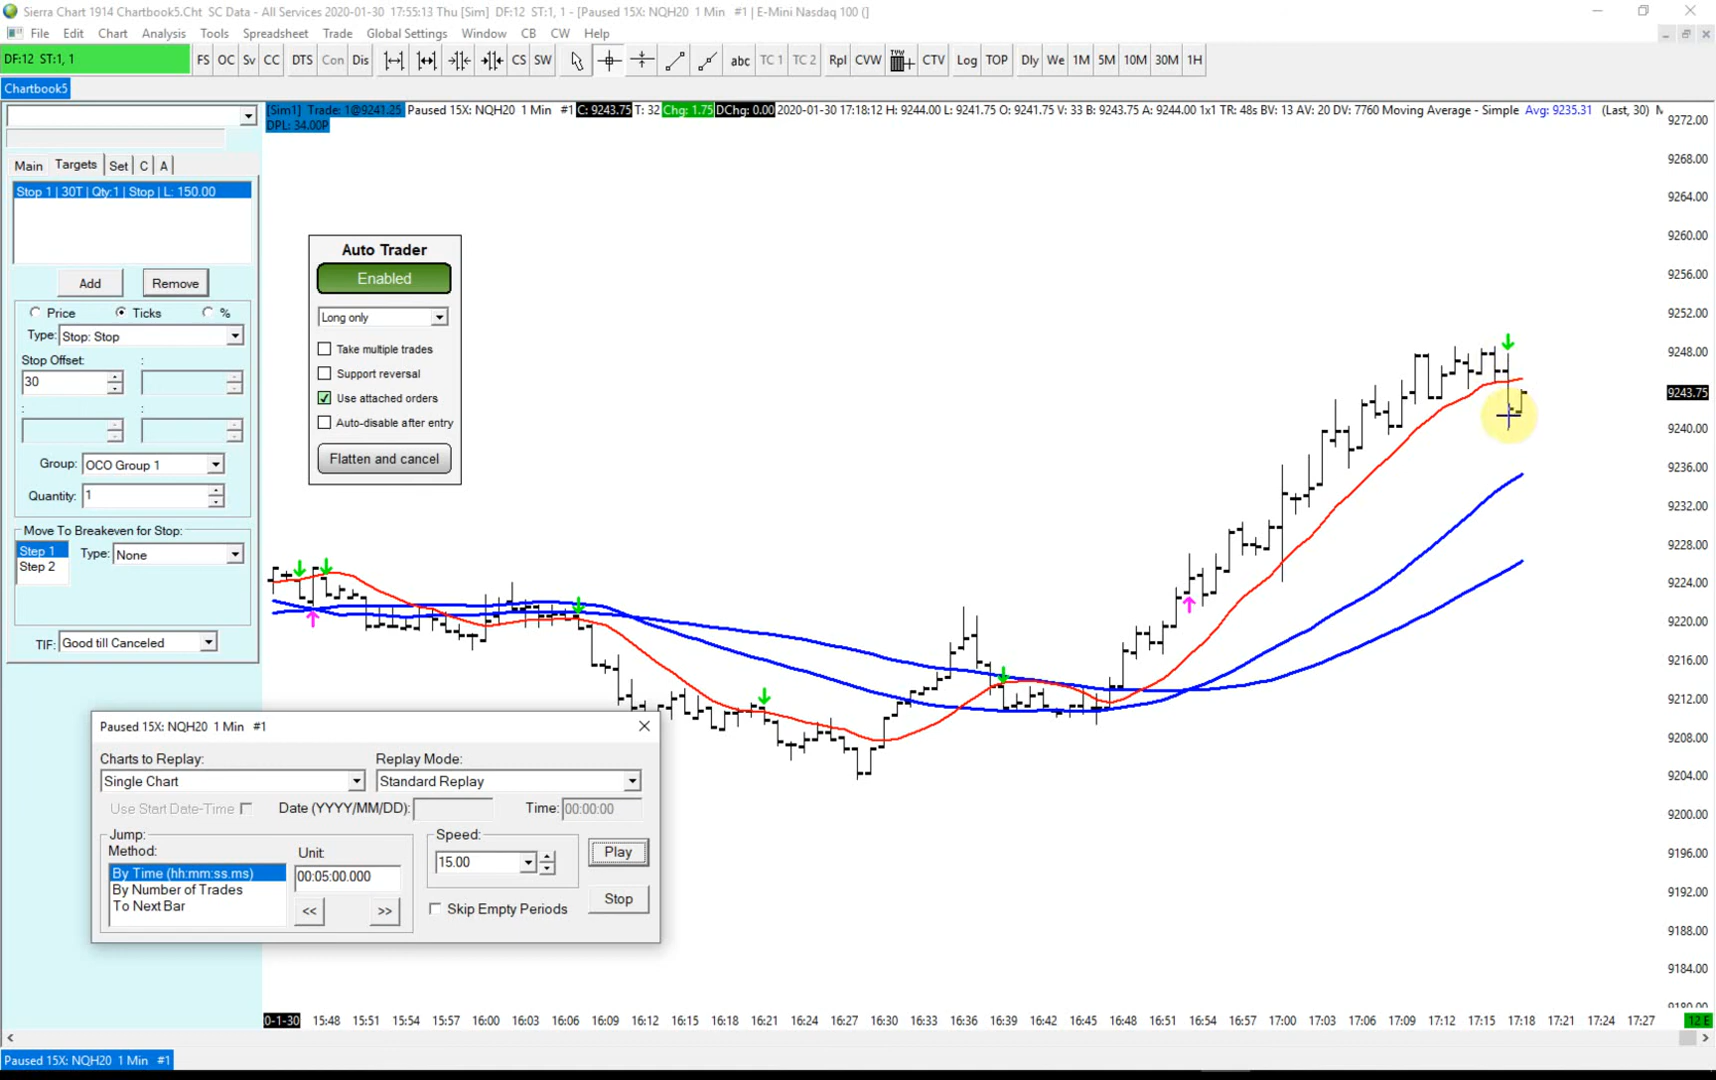 Sierra Chart 1914 Chartbook5.Cht  SC Data - All Services 2020-01-30  17:55:13 Thu [Sim]  DF:12  ST:1, 1 - [Paused 15X: NQH20  1 Min   #1 | E-Mini Nasdaq 100 (]
File Edit Chart Analysis Tools Spreadsheet Trade Global Settings Window CB CW Help
DF:12  ST:1, 1 FS OC Sv CC DTS Con Dis CS SW abc TC 1 TC 2 Rpl CVW TVW CTV Log TOP Dly We 1M 5M 10M 30M 1H
Chartbook5
[Sim1]  Trade: 1@9241.25 Paused 15X: NQH20  1 Min   #1 C: 9243.75 T: 32 Chg: 1.75 DChg: 0.00 2020-01-30 17:18:12 H: 9244.00 L: 9241.75 O: 9241.75 V: 33 B: 9243.75 A: 9244.00 1x1 TR: 48s BV: 13 AV: 20 DV: 7760 Moving Average - Simple Avg: 9235.31 (Last, 30) M
DPL: 34.00P
Main Targets Set C A
Stop 1 | 30T | Qty:1 | Stop | L: 150.00
Add Remove
Price Ticks %
Type: Stop: Stop
Stop Offset: :
30
: :
Group: OCO Group 1
Quantity: 1
Move To Breakeven for Stop:
Step 1 Type: None
Step 2
TIF: Good till Canceled
Auto Trader
Enabled
Long only
Take multiple trades
Support reversal
Use attached orders
Auto-disable after entry
Flatten and cancel
9272.00
9268.00
9264.00
9260.00
9256.00
9252.00
9248.00
9243.75
9240.00
9236.00
9232.00
9228.00
9224.00
9220.00
9216.00
9212.00
9208.00
9204.00
9200.00
9196.00
9192.00
9188.00
9184.00
9180.00
Paused 15X: NQH20  1 Min   #1
Charts to Replay: Replay Mode:
Single Chart Standard Replay
Use Start Date-Time Date (YYYY/MM/DD): Time: 00:00:00
Jump: Speed:
Method: Unit:
By Time (hh:mm:ss.ms) 00:05:00.000 15.00 Play
By Number of Trades
To Next Bar << >> Skip Empty Periods Stop
0-1-30 15:48 15:51 15:54 15:57 16:00 16:03 16:06 16:09 16:12 16:15 16:18 16:21 16:24 16:27 16:30 16:33 16:36 16:39 16:42 16:45 16:48 16:51 16:54 16:57 17:00 17:03 17:06 17:09 17:12 17:15 17:18 17:21 17:24 17:27 12 E
Paused 15X: NQH20  1 Min   #1